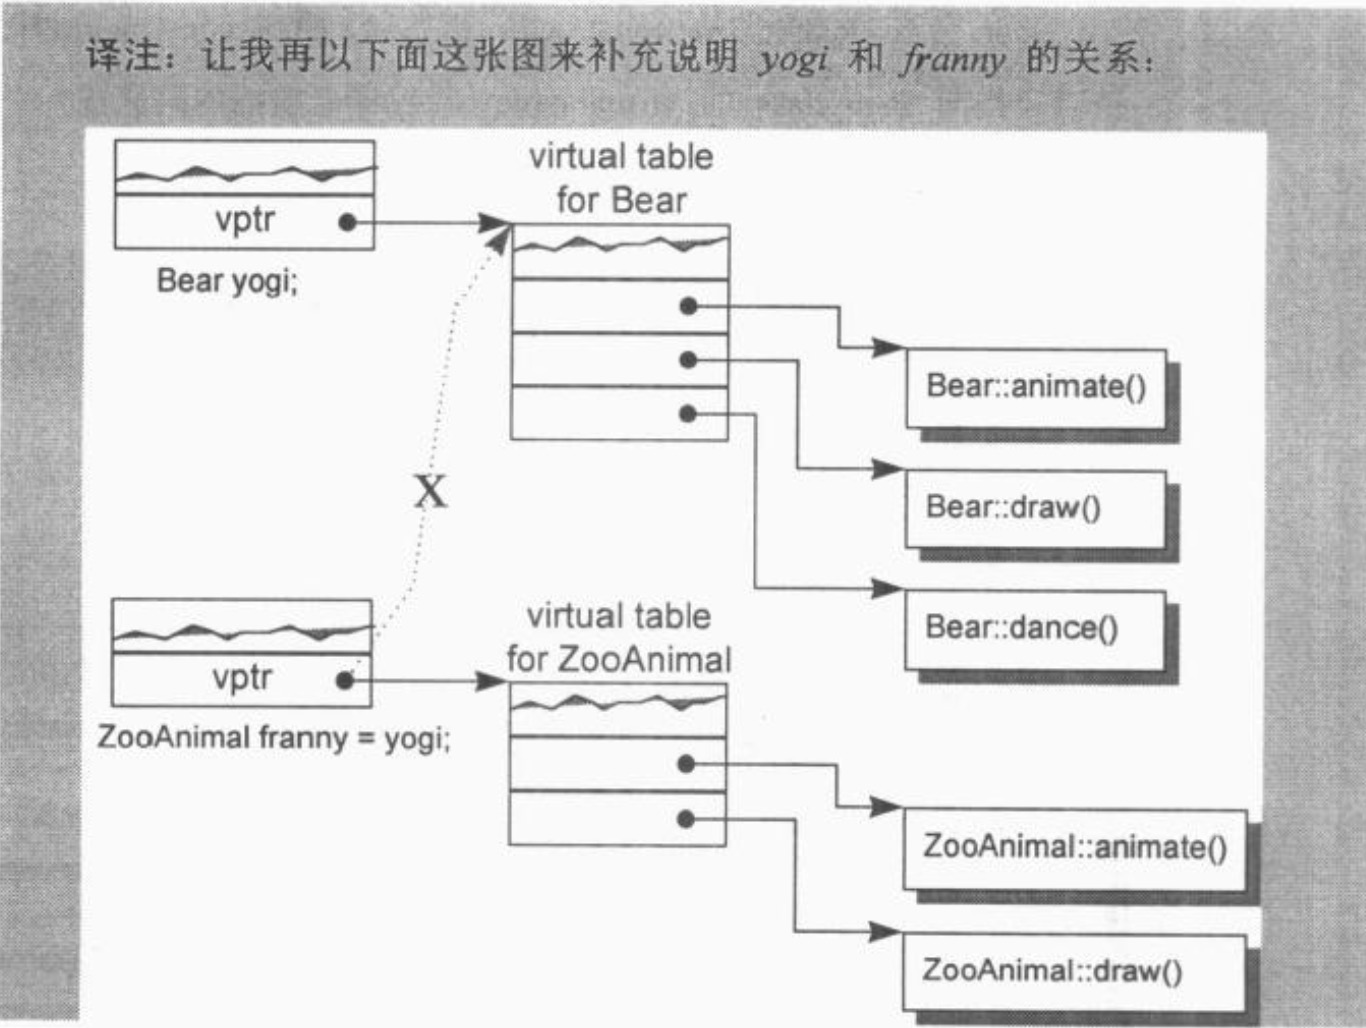 译注：让我再以下面这张图来补充说明 yogi 和 franny 的关系：
virtual table
for Bear
vptr
Bear yogi;
Bear::animate()
Bear::draw()
Bear::dance()
X
virtual table
for ZooAnimal
vptr
ZooAnimal franny = yogi;
ZooAnimal::animate()
ZooAnimal::draw()